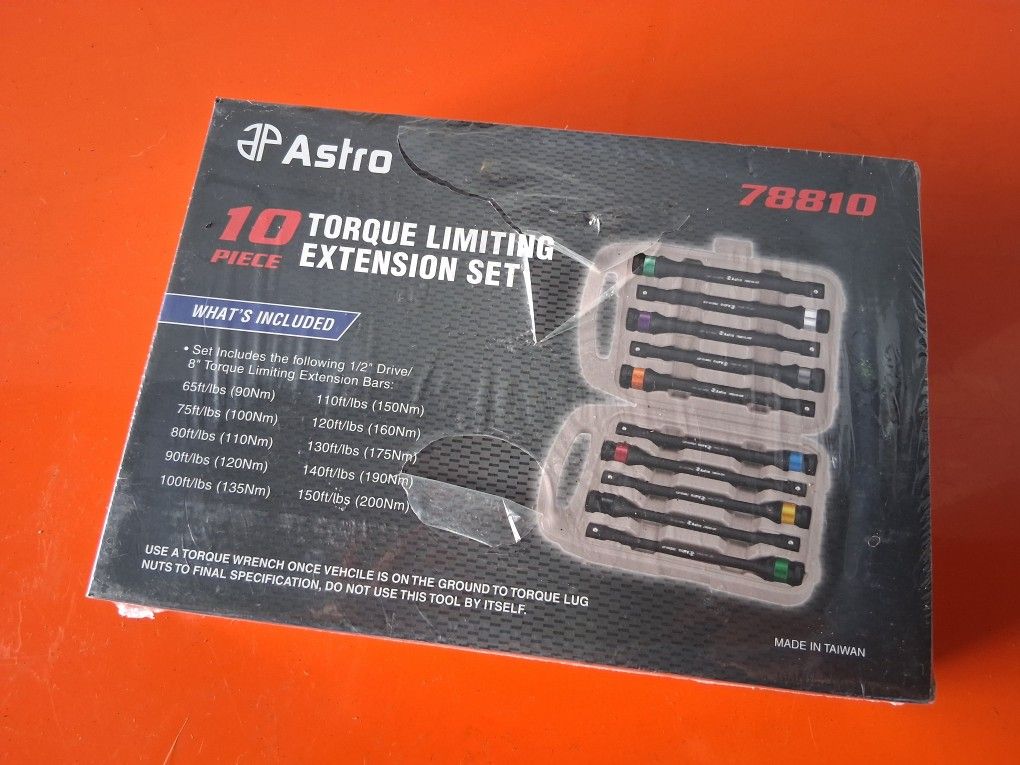 Astro
78810
10 PIECE
TORQUE LIMITING
EXTENSION SET
WHAT'S INCLUDED
• Set Includes the following 1/2" Drive/
8" Torque Limiting Extension Bars:
65ft/lbs (90Nm) 110ft/lbs (150Nm)
75ft/lbs (100Nm) 120ft/lbs (160Nm)
80ft/lbs (110Nm) 130ft/lbs (175Nm)
90ft/lbs (120Nm) 140ft/lbs (190Nm)
100ft/lbs (135Nm) 150ft/lbs (200Nm)
USE A TORQUE WRENCH ONCE VEHCILE IS ON THE GROUND TO TORQUE LUG
NUTS TO FINAL SPECIFICATION, DO NOT USE THIS TOOL BY ITSELF.
MADE IN TAIWAN